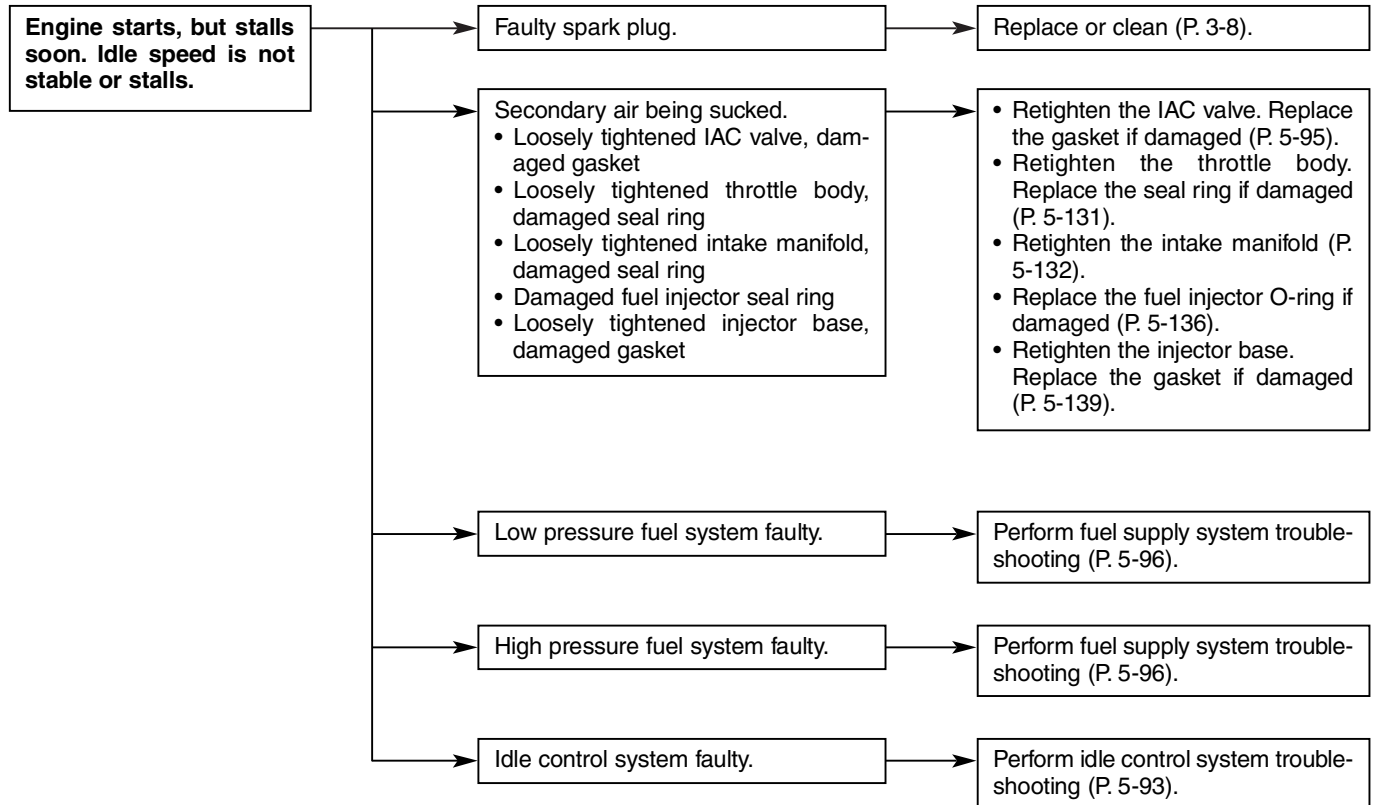 Engine starts, but stalls
soon. Idle speed is not
stable or stalls.
Faulty spark plug.
Replace or clean (P. 3-8).
Secondary air being sucked.
• Loosely tightened IAC valve, dam-
aged gasket
• Loosely tightened throttle body,
damaged seal ring
• Loosely tightened intake manifold,
damaged seal ring
• Damaged fuel injector seal ring
• Loosely tightened injector base,
damaged gasket
• Retighten the IAC valve. Replace
the gasket if damaged (P. 5-95).
• Retighten the throttle body.
Replace the seal ring if damaged
(P. 5-131).
• Retighten the intake manifold (P.
5-132).
• Replace the fuel injector O-ring if
damaged (P. 5-136).
• Retighten the injector base.
Replace the gasket if damaged
(P. 5-139).
Low pressure fuel system faulty.
Perform fuel supply system trouble-
shooting (P. 5-96).
High pressure fuel system faulty.
Perform fuel supply system trouble-
shooting (P. 5-96).
Idle control system faulty.
Perform idle control system trouble-
shooting (P. 5-93).